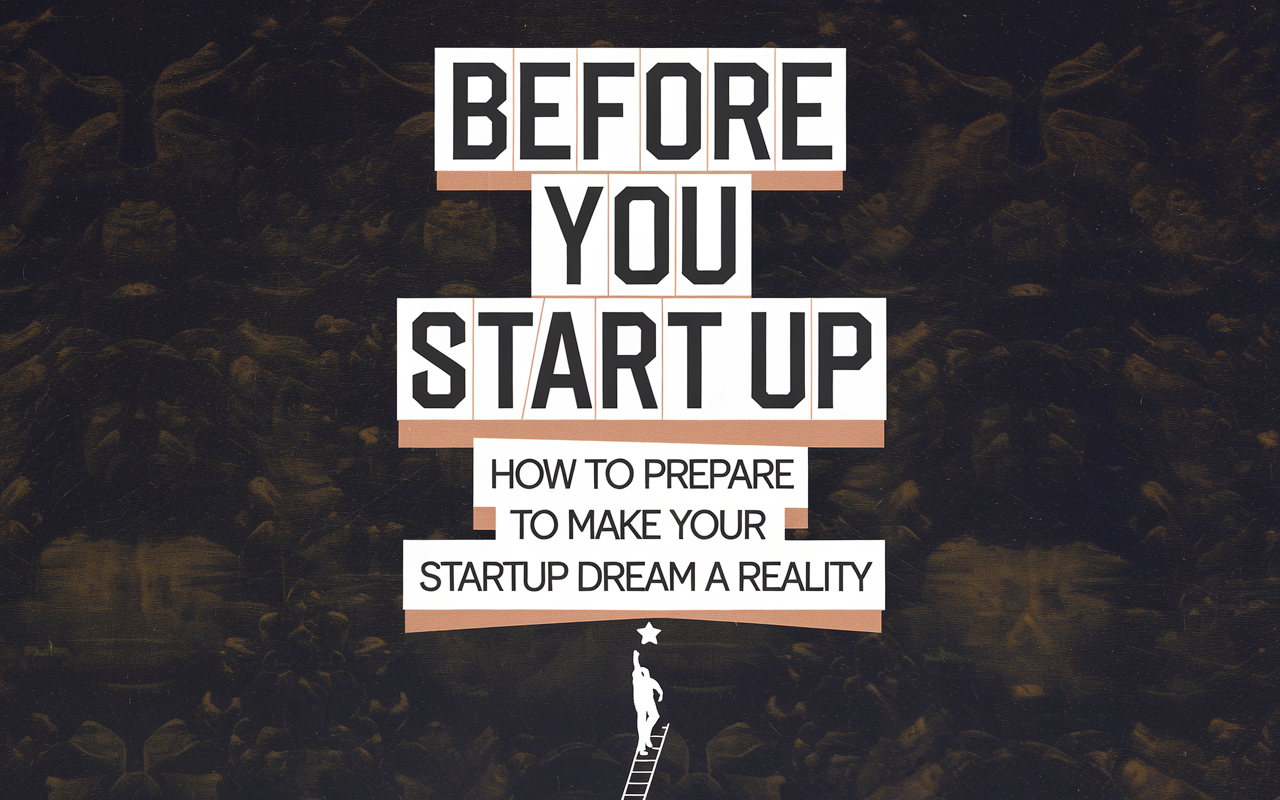 BEFORE
YOU
START UP
HOW TO PREPARE
TO MAKE YOUR
STARTUP DREAM A REALITY